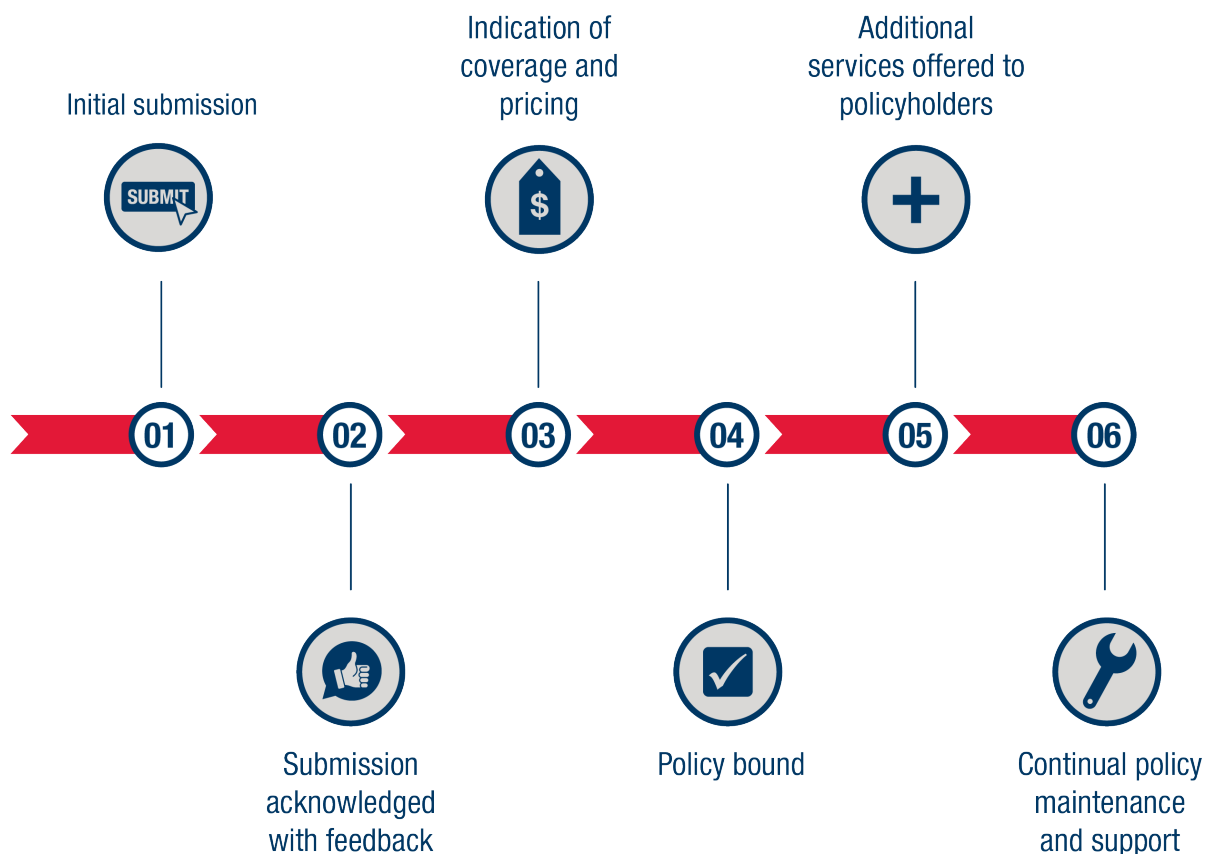 Initial submission
Indication of
coverage and
pricing
Additional
services offered to
policyholders
SUBMIT
$
01
02
03
04
05
06
Submission
acknowledged
with feedback
Policy bound
Continual policy
maintenance
and support